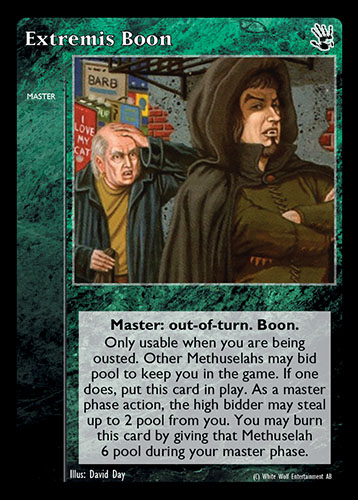 Extremis Boon
MASTER
BARB
I
LOVE
MY
CAT
Master: out-of-turn. Boon.
Only usable when you are being
ousted. Other Methuselahs may bid
pool to keep you in the game. If one
does, put this card in play. As a master
phase action, the high bidder may steal
up to 2 pool from you. You may burn
this card by giving that Methuselah
6 pool during your master phase.
Illus: David Day
(C) White Wolf Entertainment AB